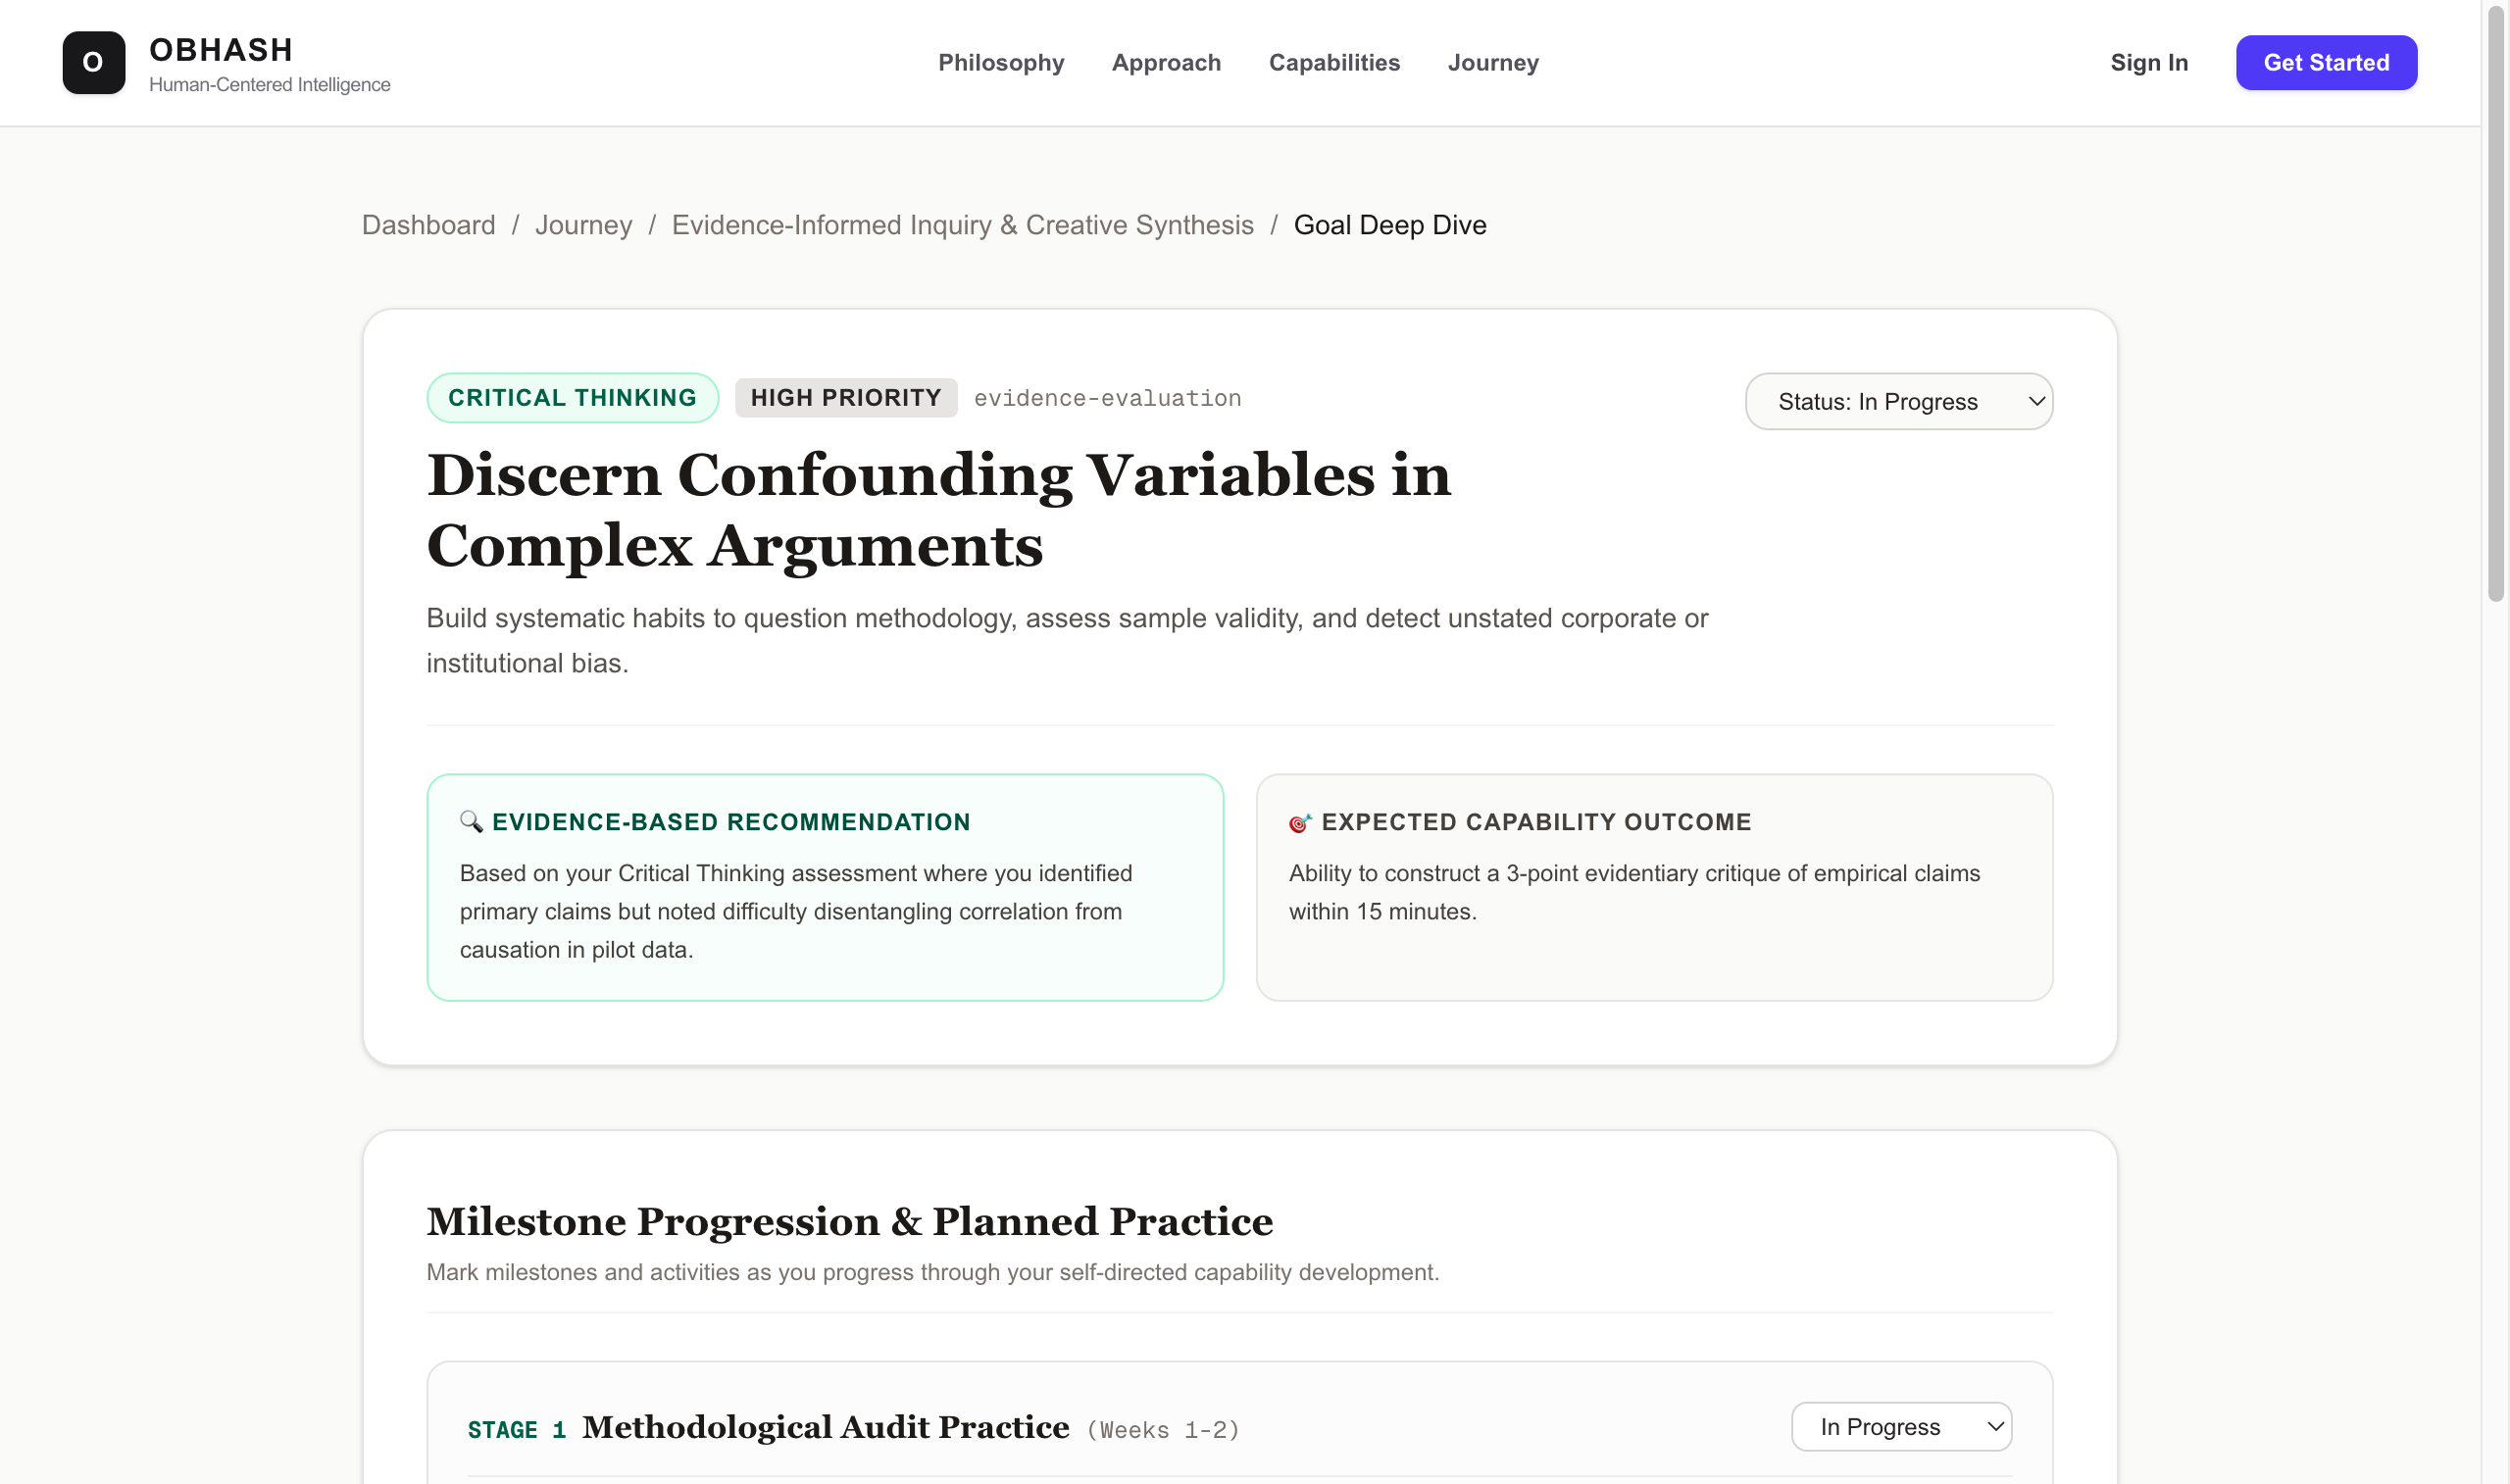 O
OBHASH
Human-Centered Intelligence
Philosophy
Approach
Capabilities
Journey
Sign In
Get Started
Dashboard / Journey / Evidence-Informed Inquiry & Creative Synthesis / Goal Deep Dive
CRITICAL THINKING
HIGH PRIORITY
evidence-evaluation
Status: In Progress
Discern Confounding Variables in
Complex Arguments
Build systematic habits to question methodology, assess sample validity, and detect unstated corporate or
institutional bias.
EVIDENCE-BASED RECOMMENDATION
Based on your Critical Thinking assessment where you identified
primary claims but noted difficulty disentangling correlation from
causation in pilot data.
EXPECTED CAPABILITY OUTCOME
Ability to construct a 3-point evidentiary critique of empirical claims
within 15 minutes.
Milestone Progression & Planned Practice
Mark milestones and activities as you progress through your self-directed capability development.
STAGE 1 Methodological Audit Practice (Weeks 1-2)
In Progress